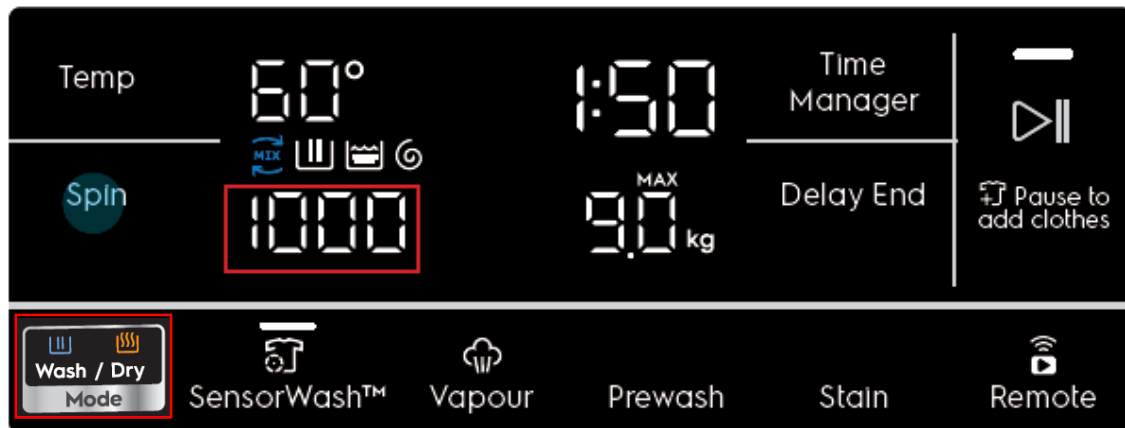 Temp
60°
1:50
Time
Manager
MIX
Spin
1000
MAX
9.0 kg
Delay End
Pause to
add clothes
Wash / Dry
Mode
SensorWash™
Vapour
Prewash
Stain
Remote